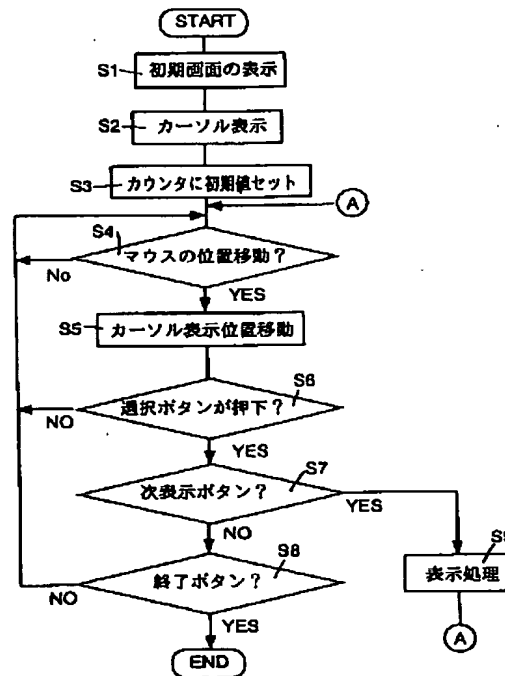 START
S1 初期画面の表示
S2 カーソル表示
S3 カウンタに初期値セット
A
S4
マウスの位置移動?
No
YES
S5 カーソル表示位置移動
S6
選択ボタンが押下?
NO
YES
S7
次表示ボタン?
YES
NO
S8
S9
終了ボタン?
表示処理
NO
YES
A
END